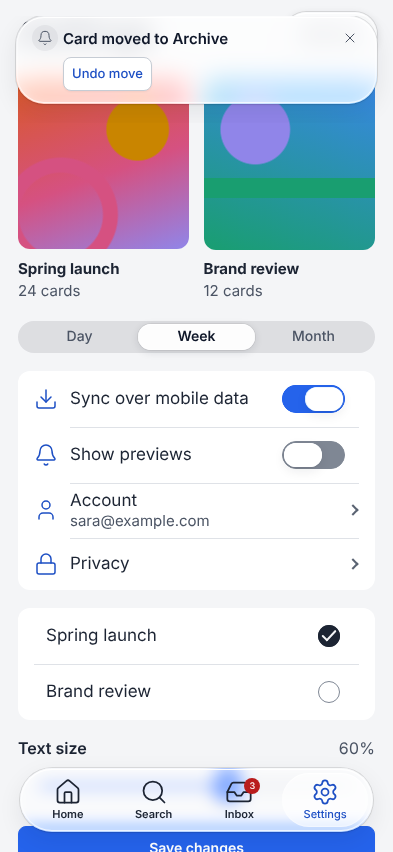 Card moved to Archive
Undo move
Spring launch
Brand review
24 cards
12 cards
Day
Week
Month
Sync over mobile data
Show previews
Account
sara@example.com
Privacy
Spring launch
Brand review
Text size
60%
3
Home
Search
Inbox
Settings
Save changes